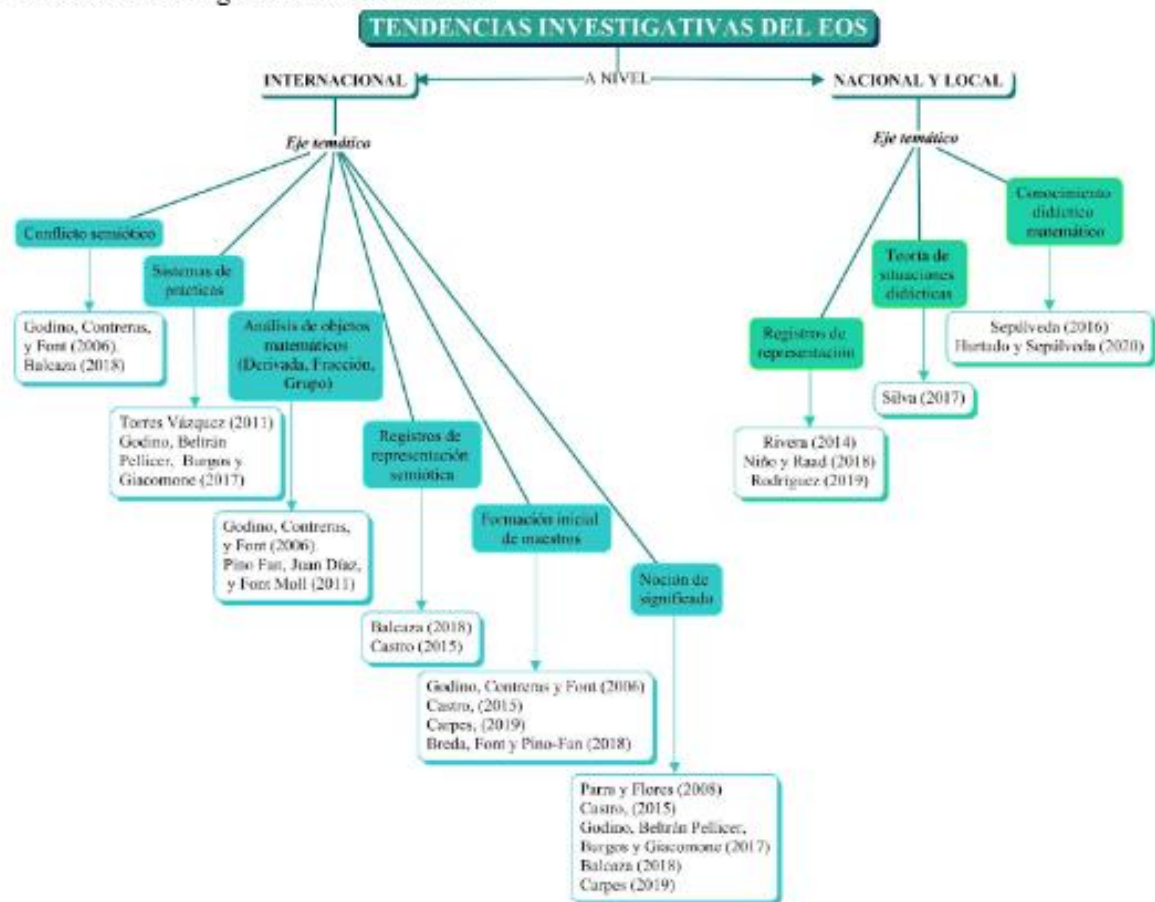 TENDENCIAS INVESTIGATIVAS DEL EOS
INTERNACIONAL
A NIVEL
NACIONAL Y LOCAL
Eje temático
Eje temático
Conflicto semiótico
Godino, Contreras,
y Font (2006).
Balcaza (2018)
Sistemas de
prácticas
Torres Vázquez (2011)
Godino, Beltrán
Pellicer, Burgos y
Giacomone (2017)
Análisis de objetos
matemáticos
(Derivada, Fracción,
Grupo)
Godino, Contreras,
y Font (2006).
Pino Fan, Juan Díaz,
y Font Moll (2011)
Registros de
representación
semiótica
Balcaza (2018)
Castro (2015)
Formación inicial
de maestros
Godino, Contreras y Font (2006)
Castro, (2015)
Carpes, (2019)
Breda, Font y Pino-Fan (2018)
Noción de
significado
Parra y Flores (2008)
Castro, (2015)
Godino, Beltrán Pellicer,
Burgos y Giacomone (2017)
Balcaza (2018)
Carpes (2019)
Registros de
representación
Rivera (2014)
Niño y Raad (2018)
Rodríguez (2019)
Teoría de
situaciones
didácticas
Silva (2017)
Conocimiento
didáctico
matemático
Sepúlveda (2016)
Hurtado y Sepúlveda (2020)